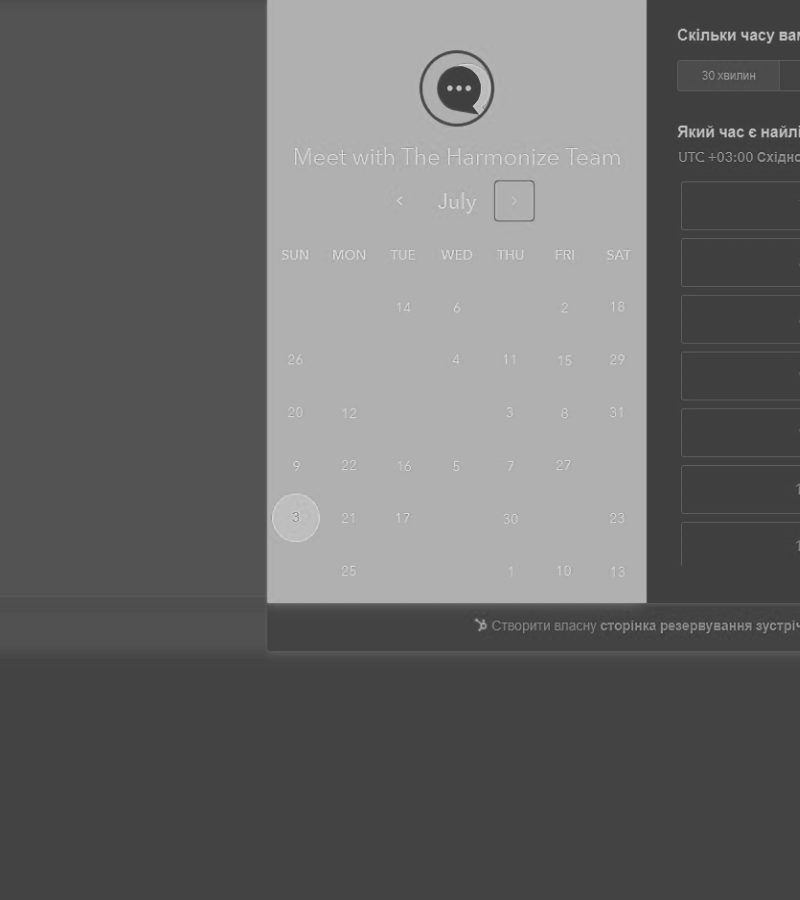 Meet with The Harmonize Team
July
SUN MON TUE WED THU FRI SAT
14 6 2 18
26 4 11 15 29
20 12 3 8 31
9 22 16 5 7 27
3 21 17 30 23
25 1 10 13
Скільки часу вам
30 хвилин
Який час є найлі
UTC +03:00 Східно
Створити власну сторінка резервування зустріч